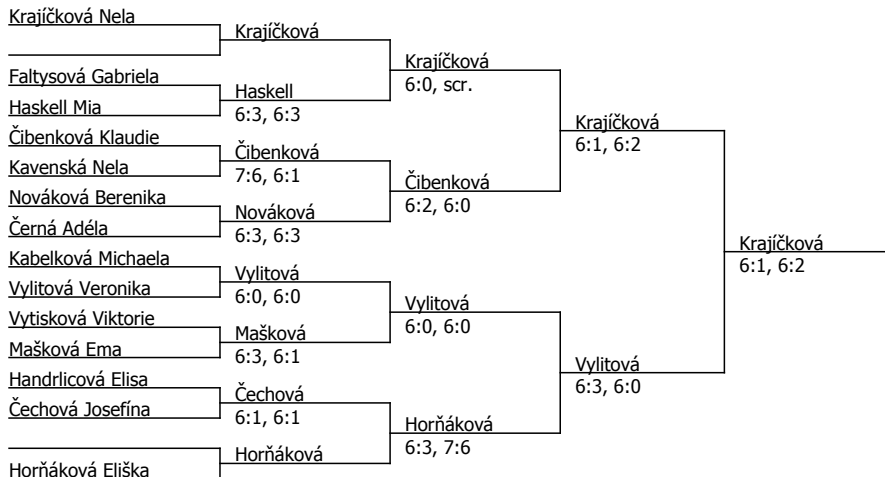 Krajíčková Nela
Krajíčková
Krajíčková
6:0, scr.
Faltysová Gabriela
Haskell
6:3, 6:3
Haskell Mia
Krajíčková
6:1, 6:2
Čibenková Klaudie
Čibenková
7:6, 6:1
Kavenská Nela
Čibenková
6:2, 6:0
Nováková Berenika
Nováková
6:3, 6:3
Černá Adéla
Krajíčková
6:1, 6:2
Kabelková Michaela
Vylitová
6:0, 6:0
Vylitová Veronika
Vylitová
6:0, 6:0
Vytisková Viktorie
Mašková
6:3, 6:1
Mašková Ema
Vylitová
6:3, 6:0
Handrlicová Elisa
Čechová
6:1, 6:1
Čechová Josefína
Horňáková
6:3, 7:6
Horňáková
Horňáková Eliška